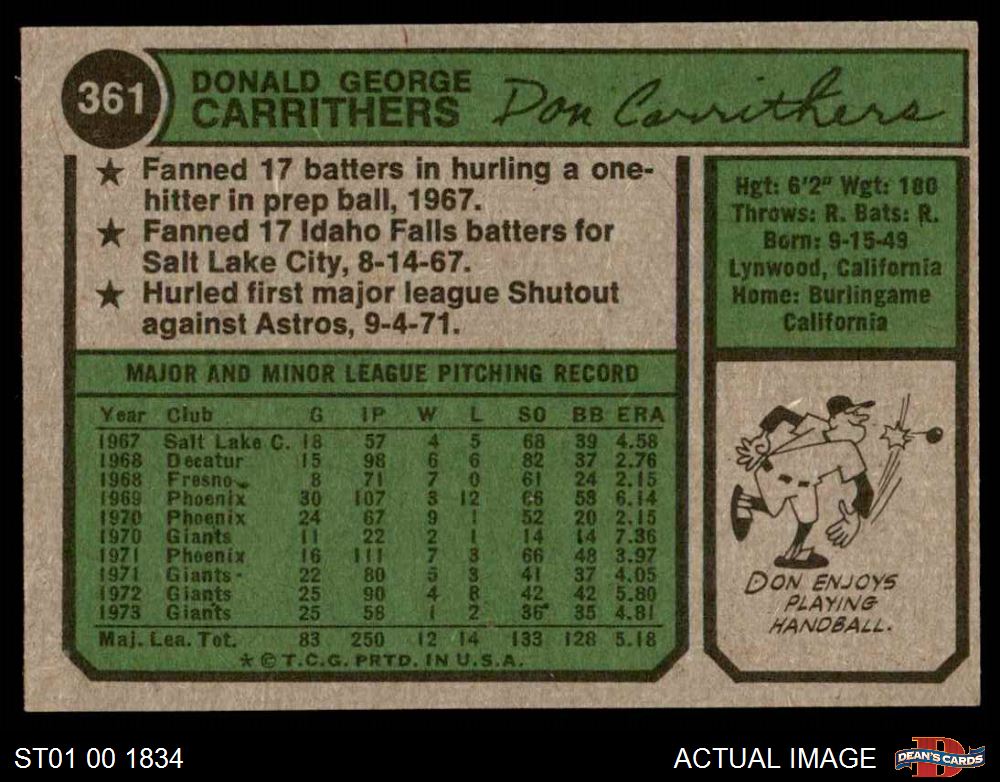 361
DONALD GEORGE
CARRITHERS
Don Carrithers
★ Fanned 17 batters in hurling a one-
hitter in prep ball, 1967.
★ Fanned 17 Idaho Falls batters for
Salt Lake City, 8-14-67.
★ Hurled first major league Shutout
against Astros, 9-4-71.
Hgt: 6'2" Wgt: 180
Throws: R. Bats: R.
Born: 9-15-49
Lynwood, California
Home: Burlingame
California
MAJOR AND MINOR LEAGUE PITCHING RECORD
Year Club G IP W L SO BB ERA
1967 Salt Lake C. 18 57 4 5 68 39 4.58
1968 Decatur 15 98 6 6 82 37 2.76
1968 Fresno 8 71 7 0 61 24 2.15
1969 Phoenix 30 107 3 12 66 58 6.14
1970 Phoenix 24 67 9 1 52 20 2.15
1970 Giants 11 22 2 1 14 14 7.36
1971 Phoenix 16 111 7 3 66 48 3.97
1971 Giants 22 80 5 3 41 37 4.05
1972 Giants 25 90 4 8 42 42 5.80
1973 Giants 25 58 1 2 36 35 4.81
Maj. Lea. Tot. 83 250 12 14 133 128 5.18
* © T.C.G. PRTD. IN U.S.A.
DON ENJOYS
PLAYING
HANDBALL.
ST01 00 1834
ACTUAL IMAGE
D
DEAN'S CARDS